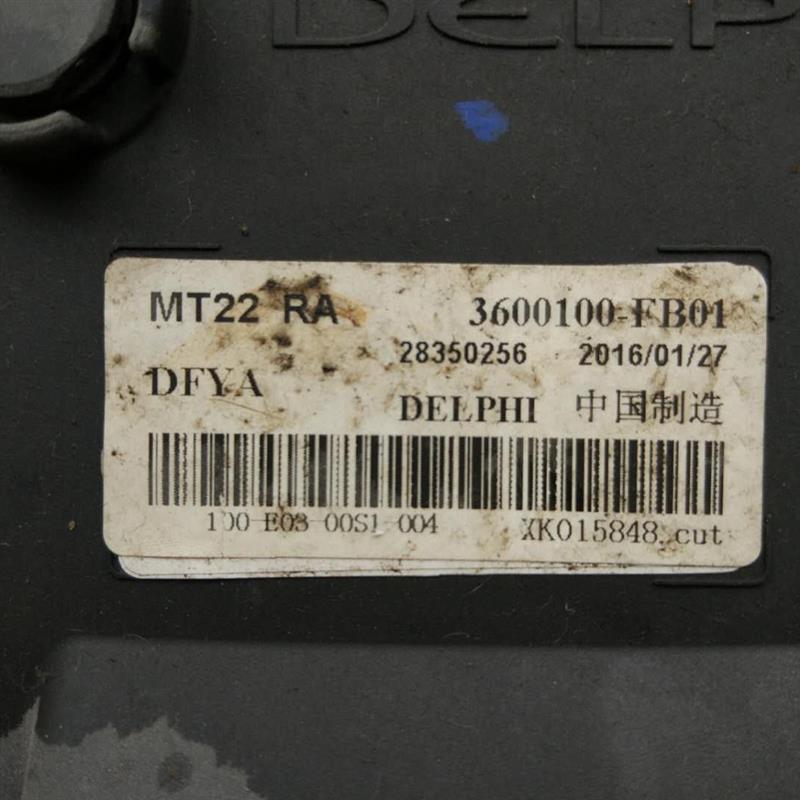 DELP
MT22 RA 3600100-FB01
28350256 2016/01/27
DFYA
DELPHI 中国制造
100 E03 00S1 004 XK015848.cut